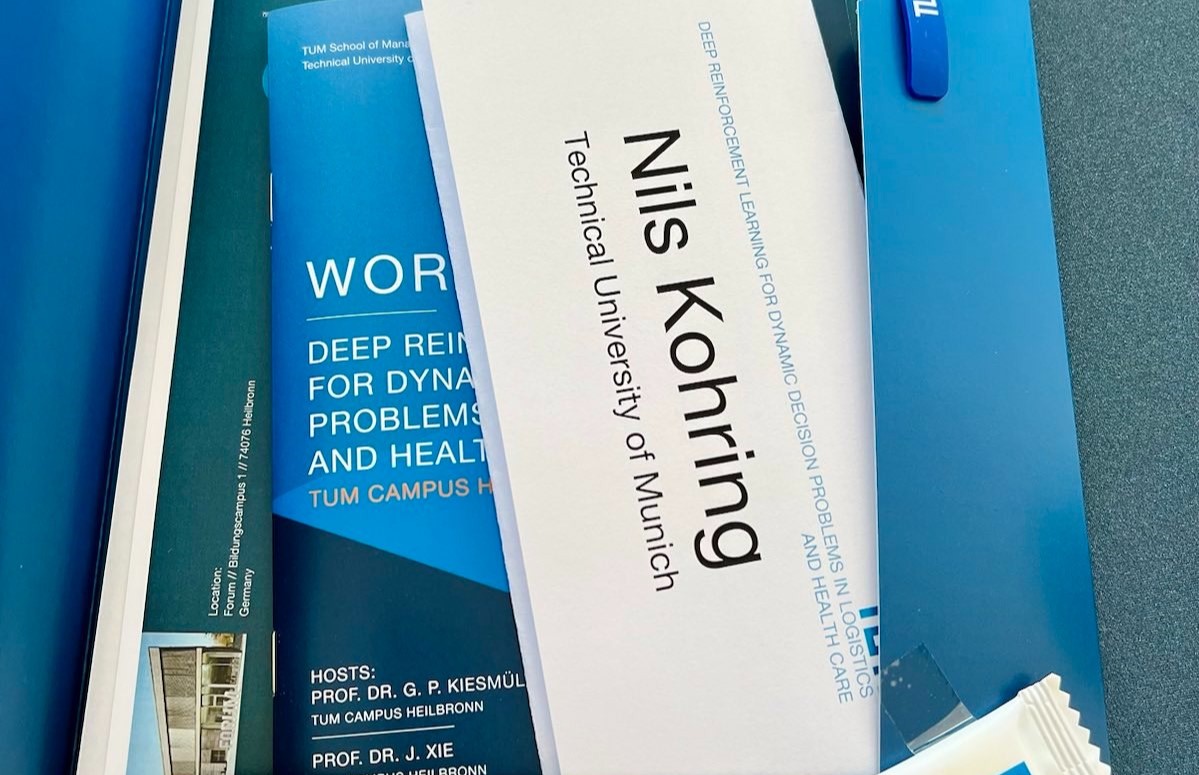 TUM School of Mana
Technical University o
WOR
DEEP REIN
FOR DYNA
PROBLEMS
AND HEALT
TUM CAMPUS H
HOSTS:
PROF. DR. G. P. KIESMÜL
TUM CAMPUS HEILBRONN
PROF. DR. J. XIE
HEILBRONN
Location:
Forum // Bildungscampus 1 // 74076 Heilbronn
Germany
DEEP REINFORCEMENT LEARNING FOR DYNAMIC DECISION PROBLEMS IN LOGISTICS
AND HEALTH CARE
Nils Kohring
Technical University of Munich